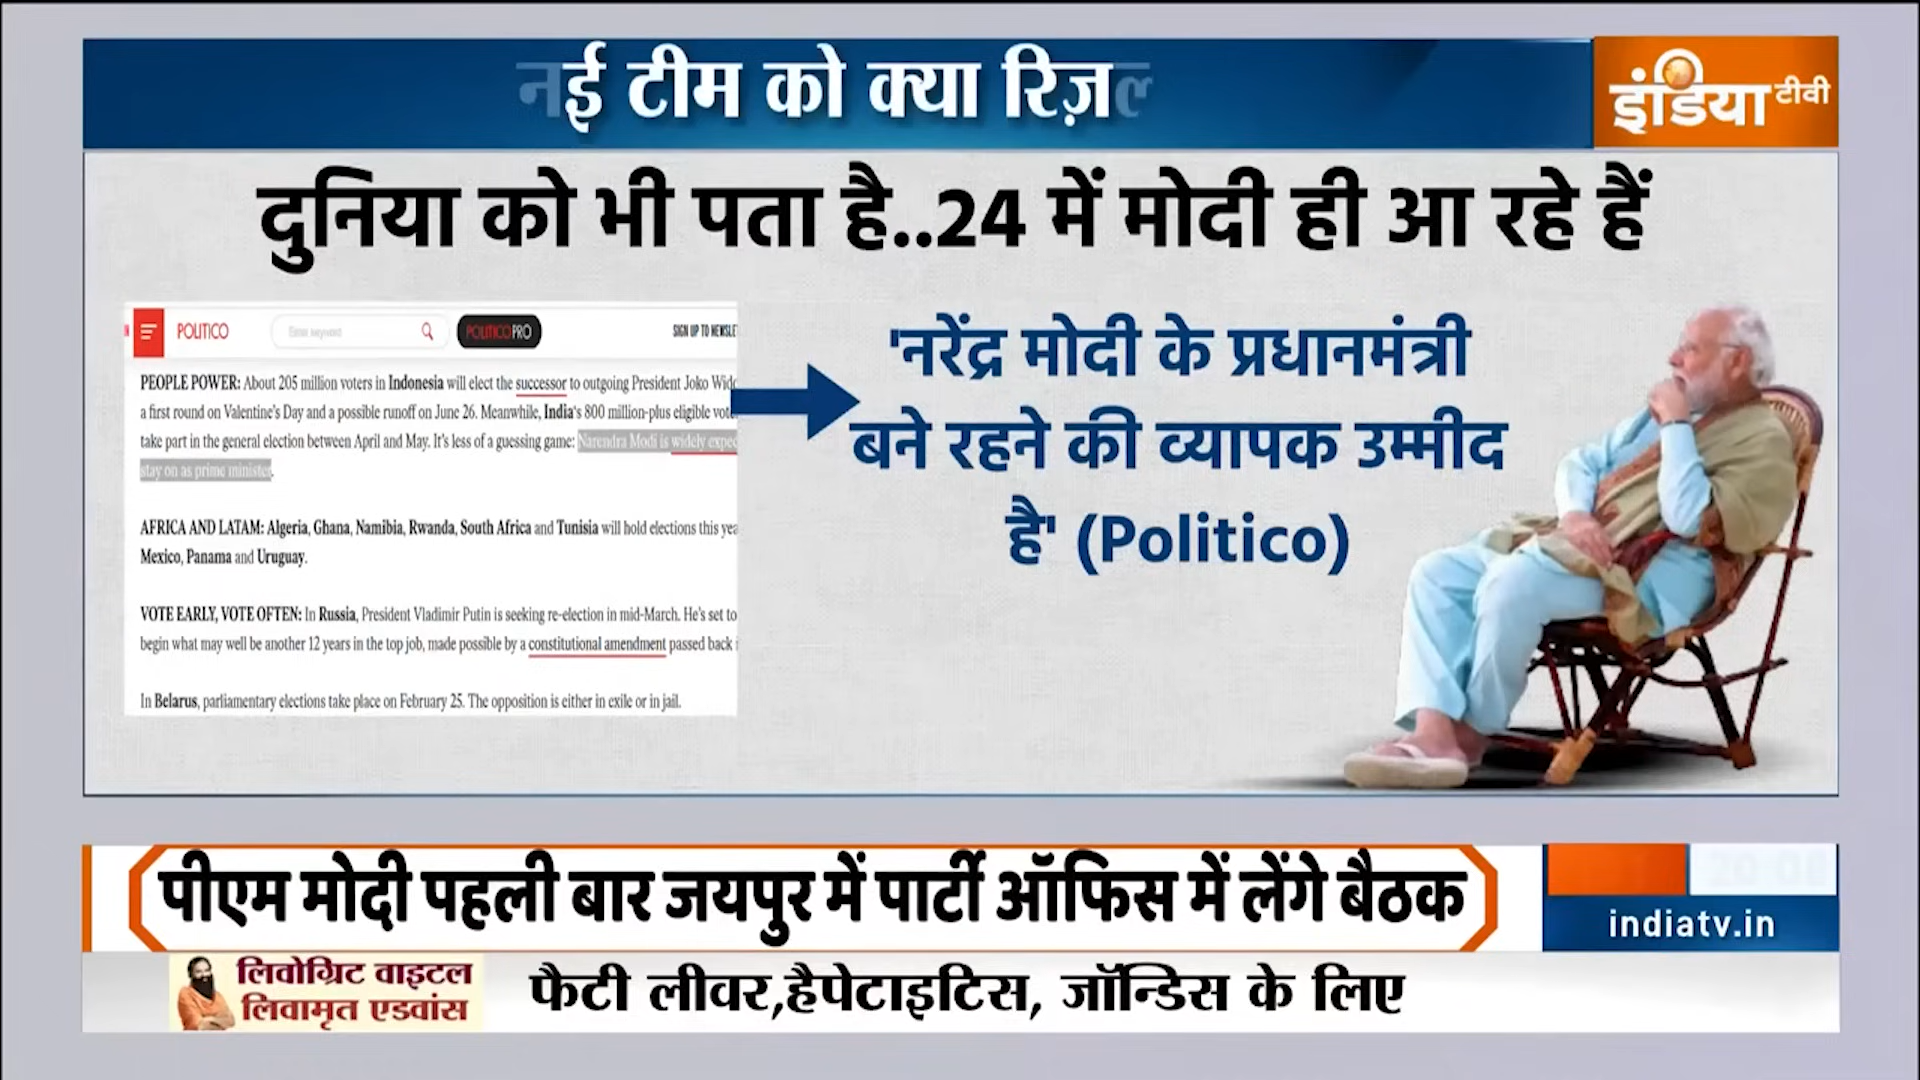 नई टीम को क्या रिज़ल
इंडिया टीवी
दुनिया को भी पता है..24 में मोदी ही आ रहे हैं
POLITICO
Enter keyword
POLITICO PRO
SIGN UP TO NEWSLE
PEOPLE POWER: About 205 million voters in Indonesia will elect the successor to outgoing President Joko Wido
a first round on Valentine's Day and a possible runoff on June 26. Meanwhile, India's 800 million-plus eligible vote
take part in the general election between April and May. It's less of a guessing game: Narendra Modi is widely expec
stay on as prime minister.
AFRICA AND LATAM: Algeria, Ghana, Namibia, Rwanda, South Africa and Tunisia will hold elections this yea
Mexico, Panama and Uruguay.
VOTE EARLY, VOTE OFTEN: In Russia, President Vladimir Putin is seeking re-election in mid-March. He's set to
begin what may well be another 12 years in the top job, made possible by a constitutional amendment passed back i
In Belarus, parliamentary elections take place on February 25. The opposition is either in exile or in jail.
'नरेंद्र मोदी के प्रधानमंत्री
बने रहने की व्यापक उम्मीद
है' (Politico)
पीएम मोदी पहली बार जयपुर में पार्टी ऑफिस में लेंगे बैठक
indiatv.in
लिवोग्रिट वाइटल
लिवामृत एडवांस
फैटी लीवर,हैपेटाइटिस, जॉन्डिस के लिए